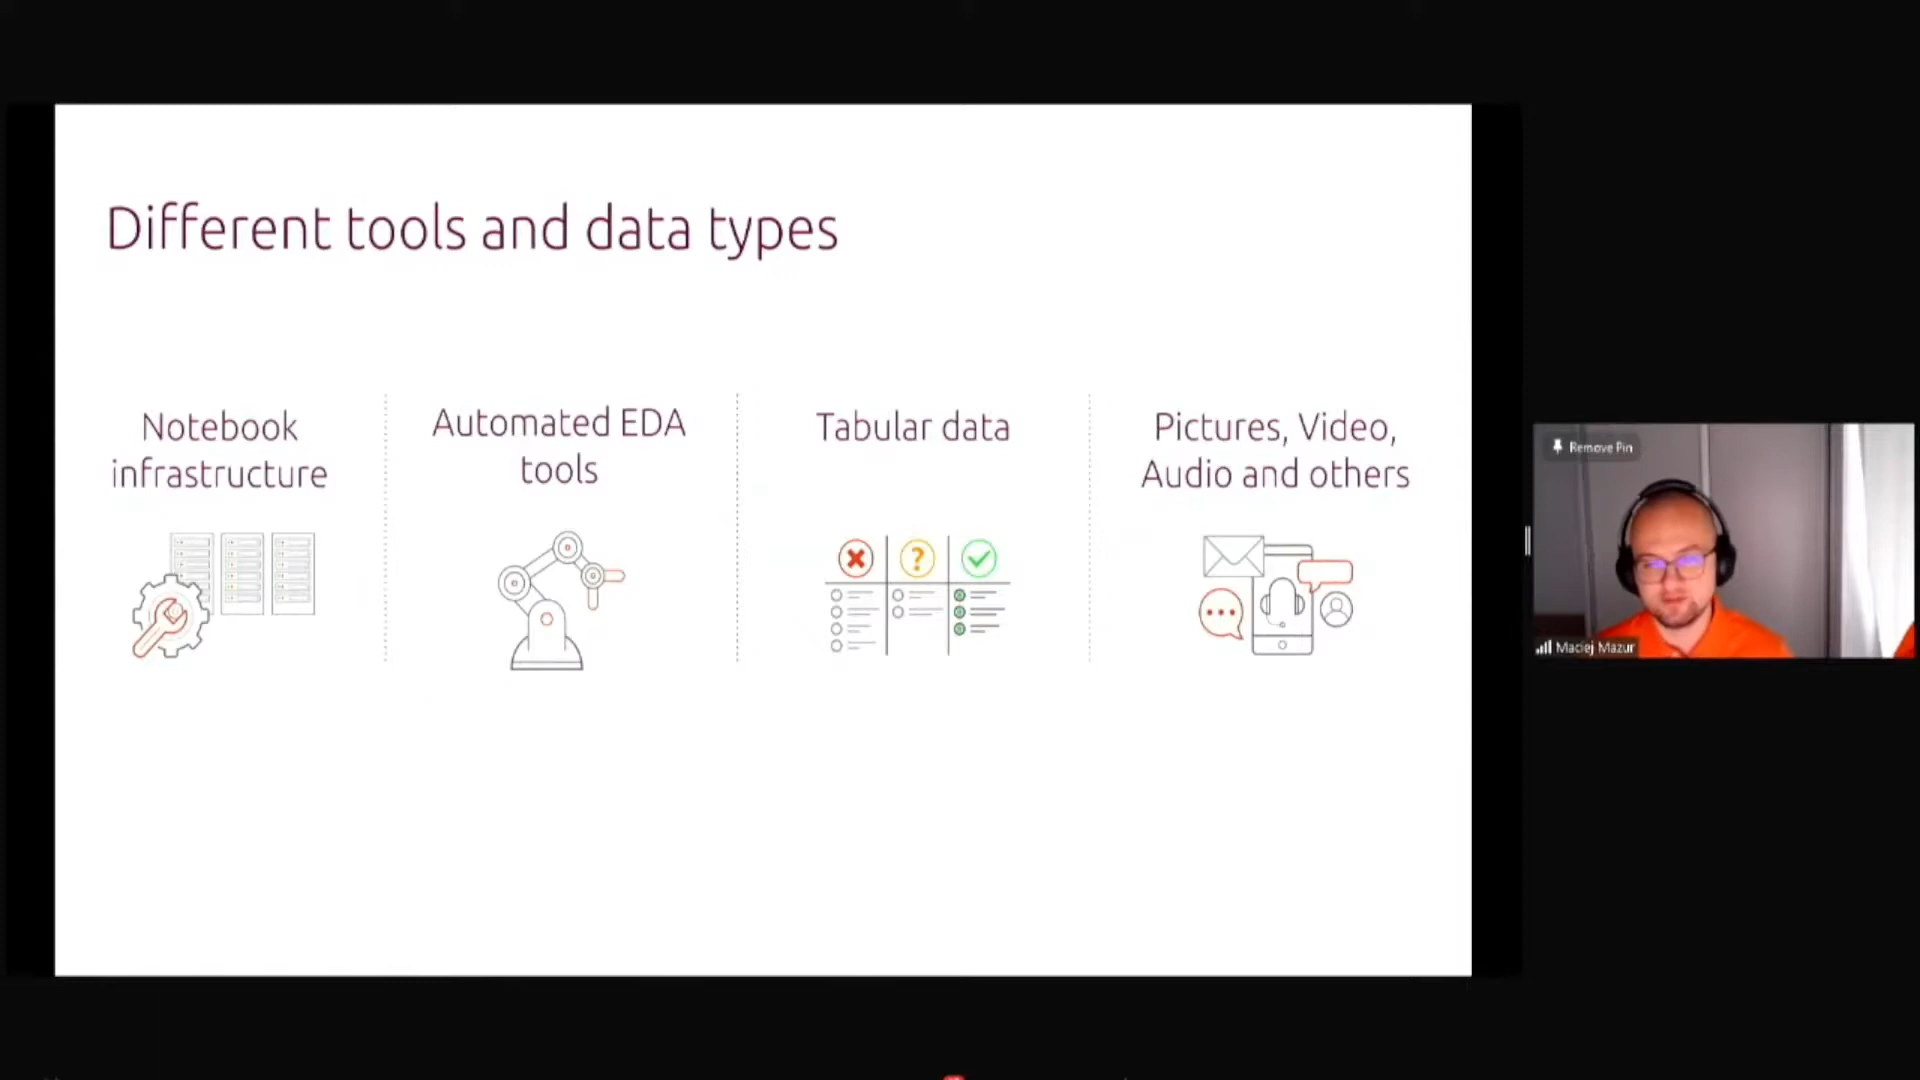 Different tools and data types
Notebook
infrastructure
Automated EDA
tools
Tabular data
Pictures, Video,
Audio and others
Remove Pin
Maciej Mazur